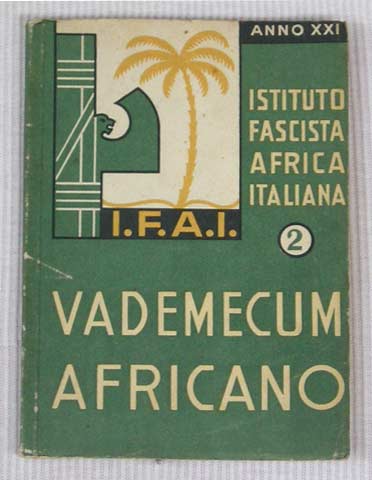 ANNO XXI
ISTITUTO
FASCISTA
AFRICA
ITALIANA
I.F.A.I.
2
VADEMECUM
AFRICANO